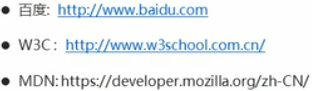 ● 百度: http://www.baidu.com
● W3C : http://www.w3school.com.cn/
● MDN: https://developer.mozilla.org/zh-CN/